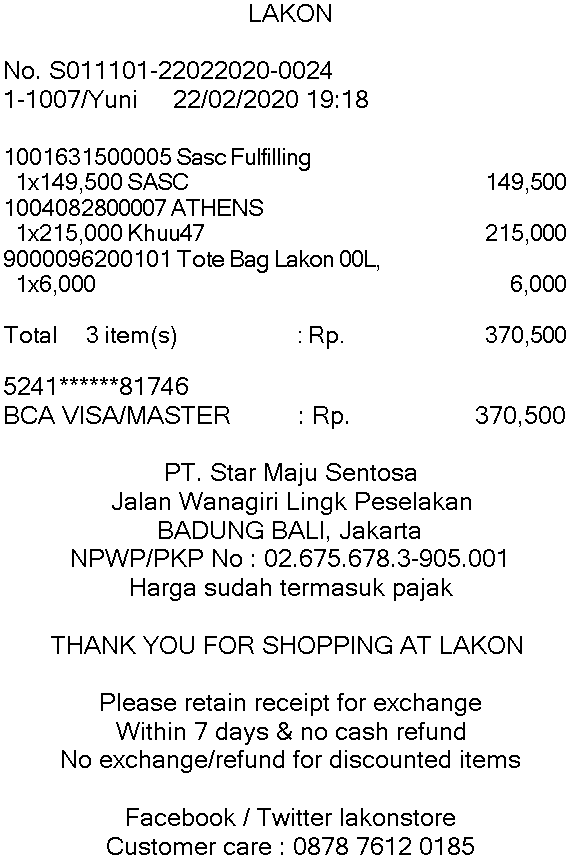 LAKON
No. S011101-22022020-0024
1-1007/Yuni 22/02/2020 19:18
1001631500005 Sasc Fulfilling
1x149,500 SASC 149,500
1004082800007 ATHENS
1x215,000 Khuu47 215,000
9000096200101 Tote Bag Lakon 00L,
1x6,000 6,000
Total 3 item(s) : Rp. 370,500
5241******81746
BCA VISA/MASTER : Rp. 370,500
PT. Star Maju Sentosa
Jalan Wanagiri Lingk Peselakan
BADUNG BALI, Jakarta
NPWP/PKP No : 02.675.678.3-905.001
Harga sudah termasuk pajak
THANK YOU FOR SHOPPING AT LAKON
Please retain receipt for exchange
Within 7 days & no cash refund
No exchange/refund for discounted items
Facebook / Twitter lakonstore
Customer care : 0878 7612 0185